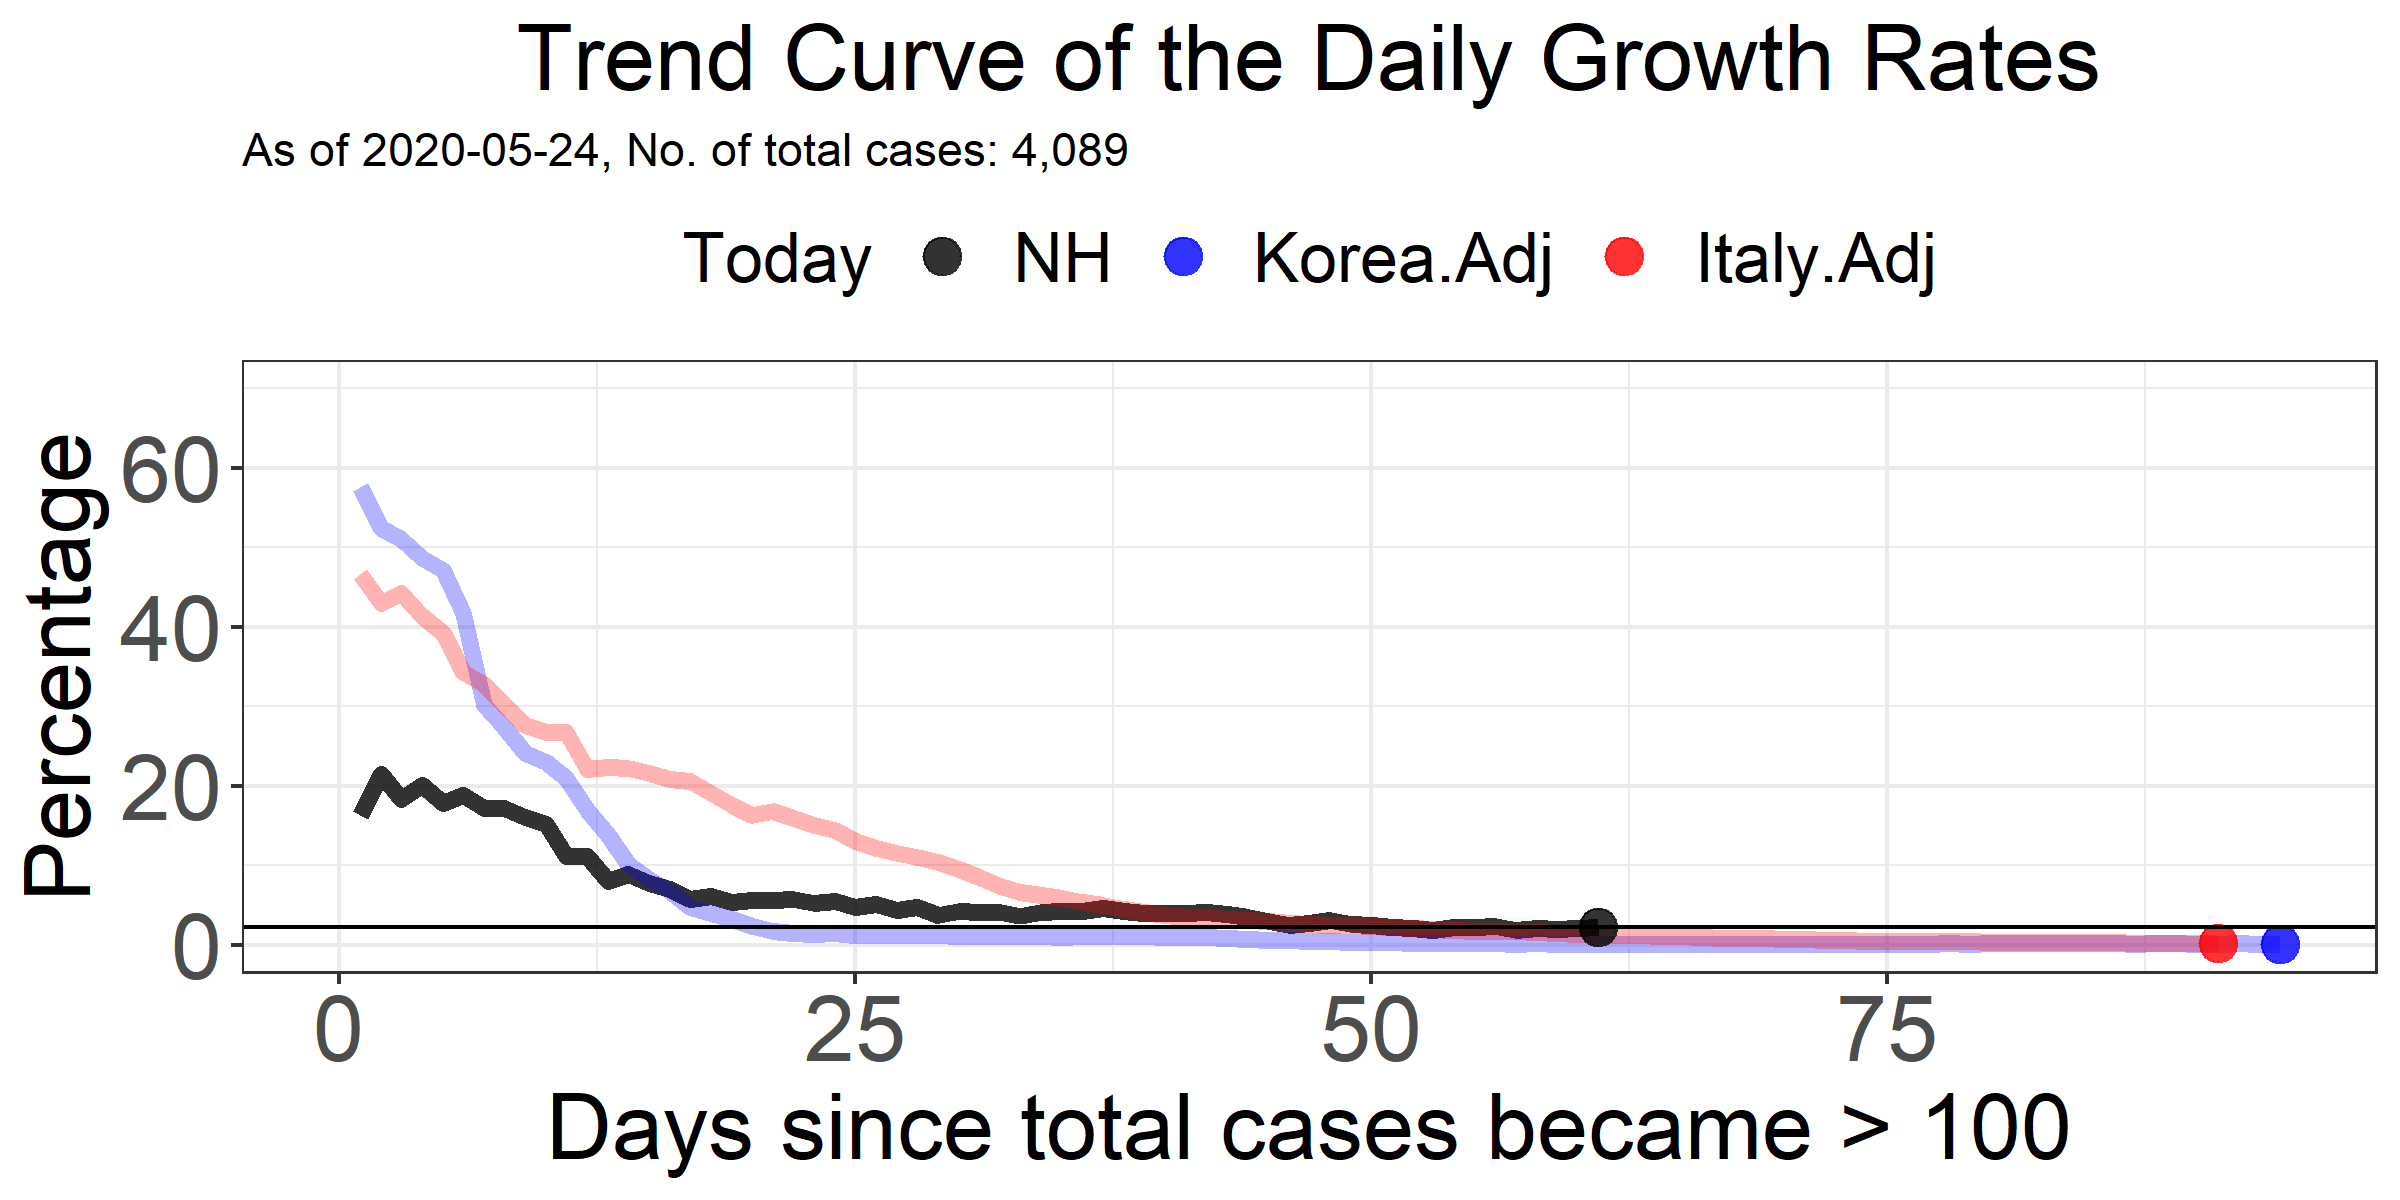 Trend Curve of the Daily Growth Rates
As of 2020-05-24, No. of total cases: 4,089
Today NH Korea.Adj Italy.Adj
Percentage
60
40
20
0
0 25 50 75
Days since total cases became > 100